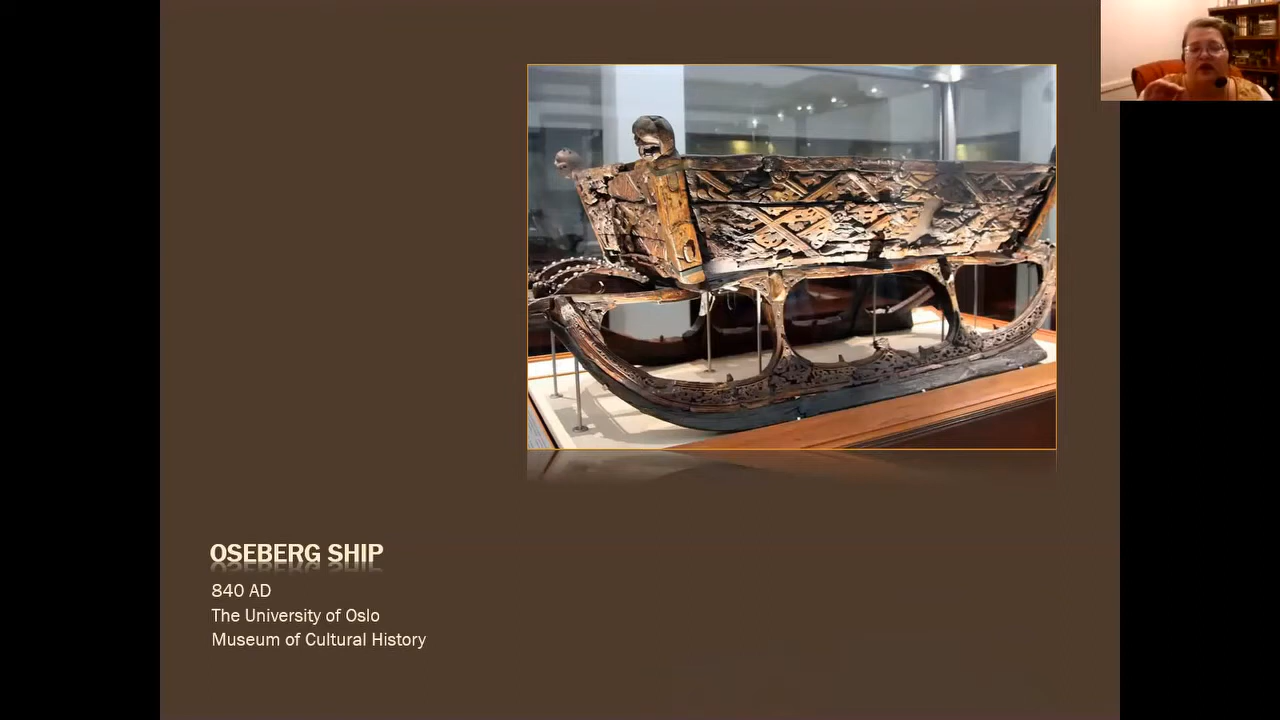 OSEBERG SHIP
840 AD
The University of Oslo
Museum of Cultural History